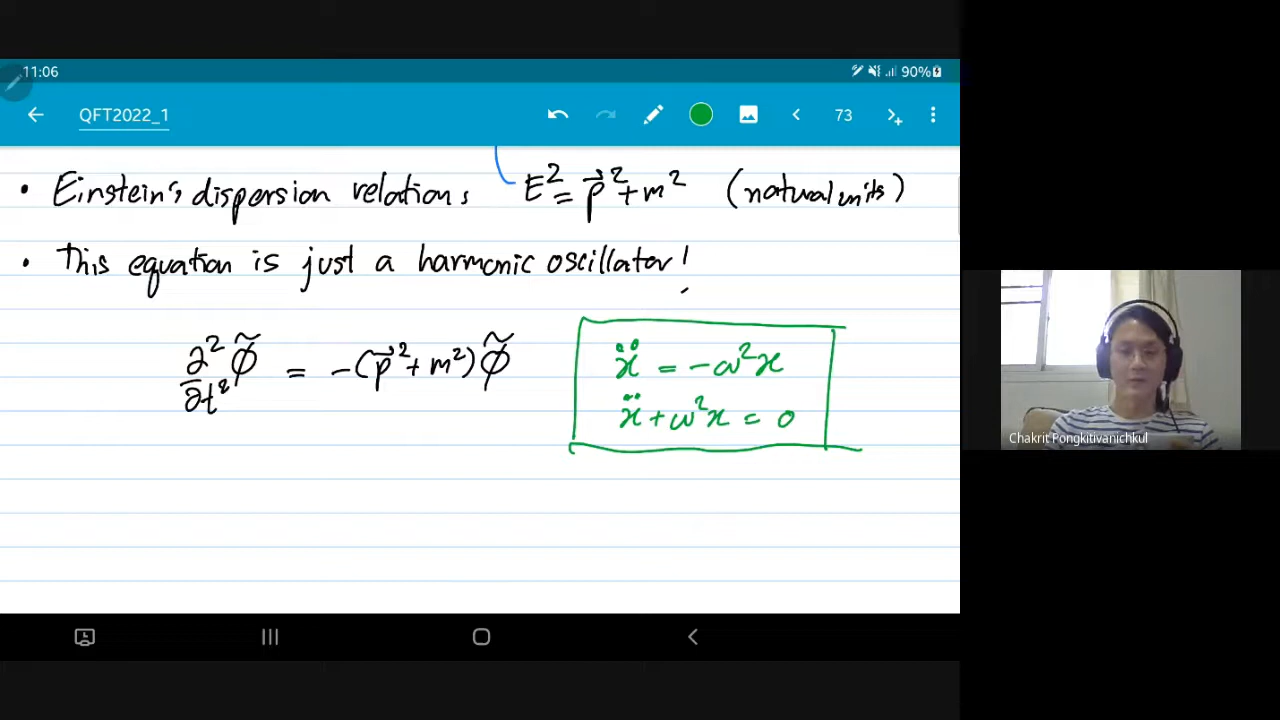 11:06
90%
QFT2022_1
73
• Einstein's dispersion relation: E² = p⃗² + m² (natural units)
• This equation is just a harmonic oscillator!
∂²/∂t² φ̃ = -(p⃗² + m²) φ̃
ẍ = -ω²x
ẍ + ω²x = 0
Chakrit Pongkitivanichkul